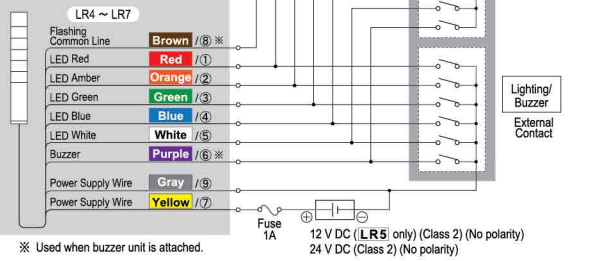 LR4 ~ LR7
Flashing
Common Line Brown /⑧ ※
LED Red Red /①
LED Amber Orange /②
LED Green Green /③
LED Blue Blue /④
LED White White /⑤
Buzzer Purple /⑥ ※
Power Supply Wire Gray /⑨
Power Supply Wire Yellow /⑦
Lighting/
Buzzer
External
Contact
Fuse
1A
⊕ ⊖
12 V DC ( LR5 only) (Class 2) (No polarity)
24 V DC (Class 2) (No polarity)
※ Used when buzzer unit is attached.